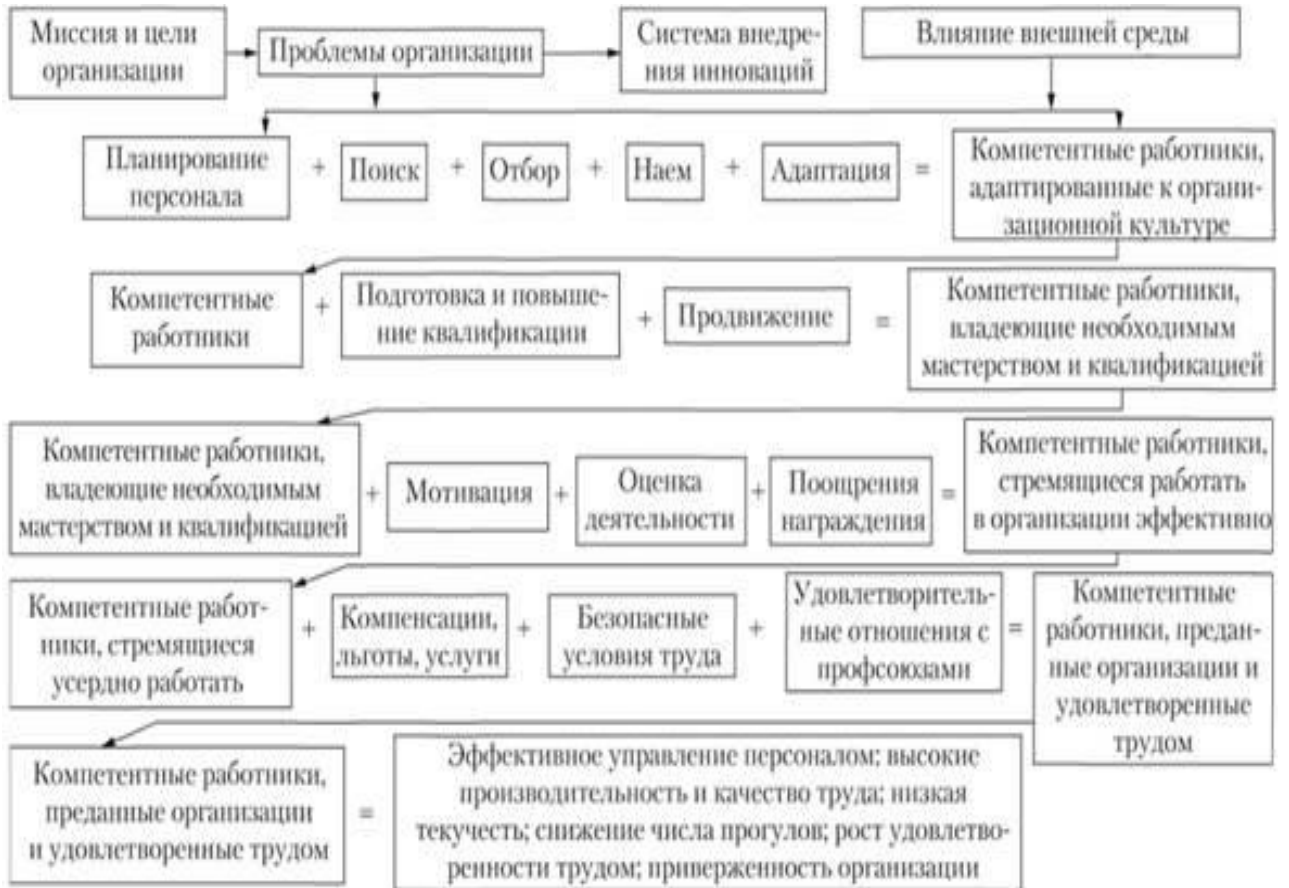 Миссия и цели
организации
Проблемы организации
Система внедре-
ния инноваций
Влияние внешней среды
Планирование
персонала
+
Поиск
+
Отбор
+
Наем
+
Адаптация
=
Компетентные работники,
адаптированные к органи-
зационной культуре
Компетентные
работники
+
Подготовка и повыше-
ние квалификации
+
Продвижение
=
Компетентные работники,
владеющие необходимым
мастерством и квалификацией
Компетентные работники,
владеющие необходимым
мастерством и квалификацией
+
Мотивация
+
Оценка
деятельности
+
Поощрения
награждения
=
Компетентные работники,
стремящиеся работать
в организации эффективно
Компетентные работ-
ники, стремящиеся
усердно работать
+
Компенсации,
льготы, услуги
+
Безопасные
условия труда
+
Удовлетворитель-
ные отношения с
профсоюзами
=
Компетентные
работники, предан-
ные организации и
удовлетворенные
трудом
Компетентные работники,
преданные организации
и удовлетворенные трудом
=
Эффективное управление персоналом; высокие
производительность и качество труда; низкая
текучесть; снижение числа прогулов; рост удовлетво-
ренности трудом; приверженность организации